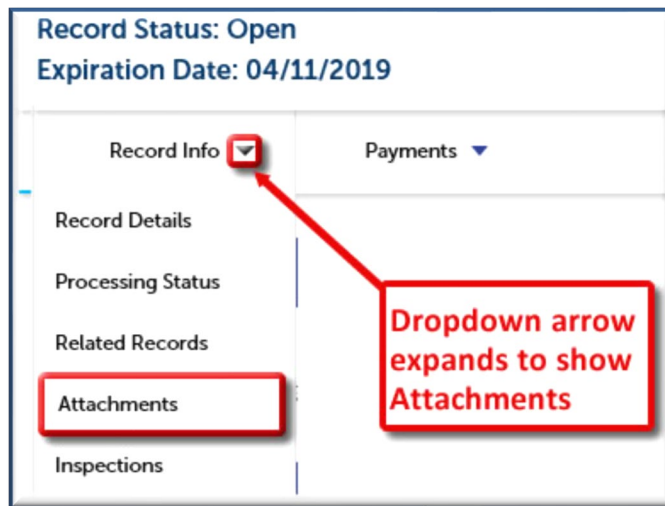 Record Status: Open
Expiration Date: 04/11/2019
Record Info
Payments
Record Details
Processing Status
Related Records
Attachments
Inspections
Dropdown arrow
expands to show
Attachments